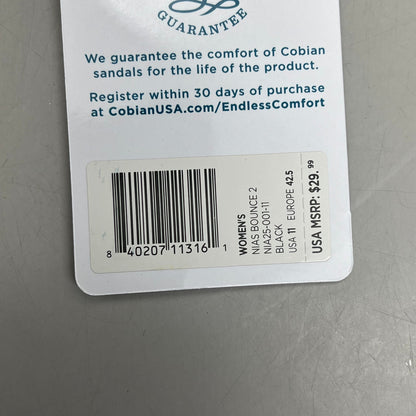 GUARANTEE
We guarantee the comfort of Cobian
sandals for the life of the product.
Register within 30 days of purchase
at CobianUSA.com/EndlessComfort
8 40207 11316 1
WOMEN'S
NIAS BOUNCE 2
NIA25-001-11
BLACK
USA 11 EUROPE 42.5
USA MSRP: $29.99